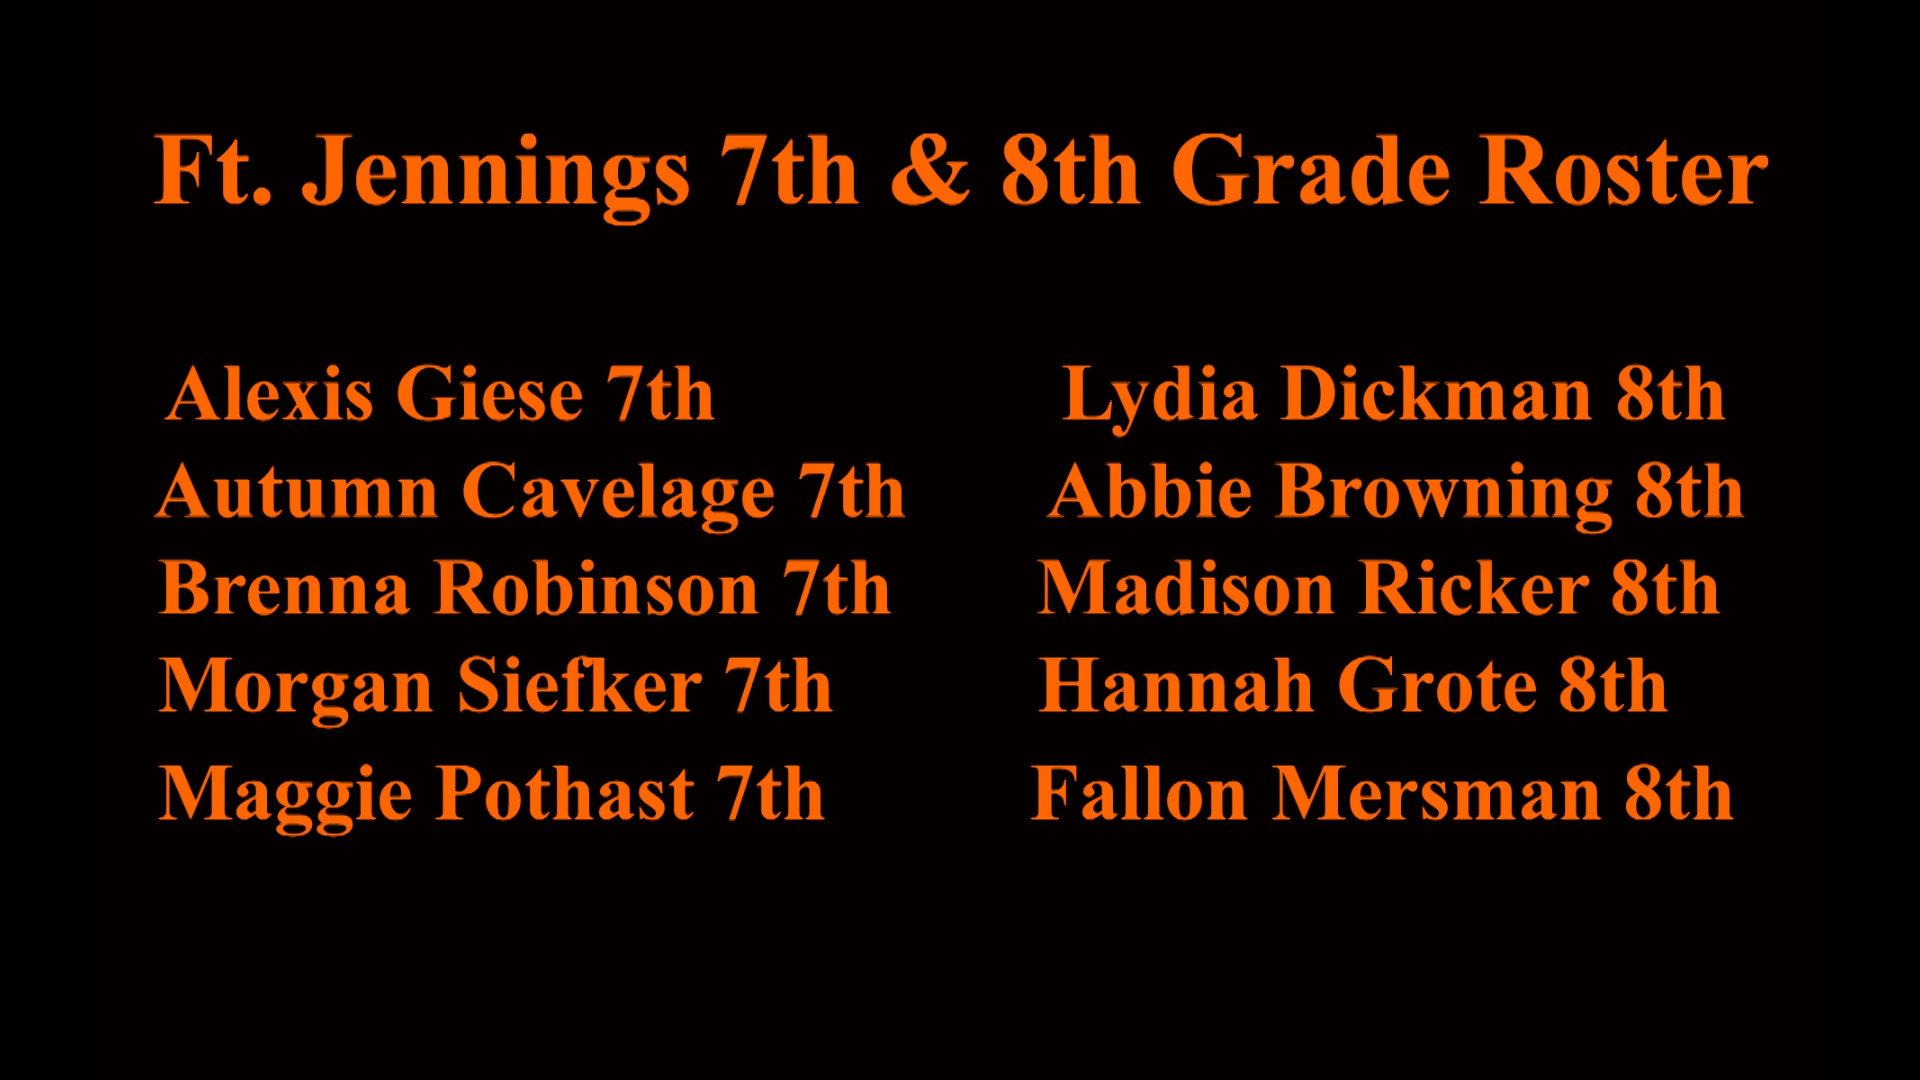 Ft. Jennings 7th & 8th Grade Roster
Alexis Giese 7th
Autumn Cavelage 7th
Brenna Robinson 7th
Morgan Siefker 7th
Maggie Pothast 7th
Lydia Dickman 8th
Abbie Browning 8th
Madison Ricker 8th
Hannah Grote 8th
Fallon Mersman 8th